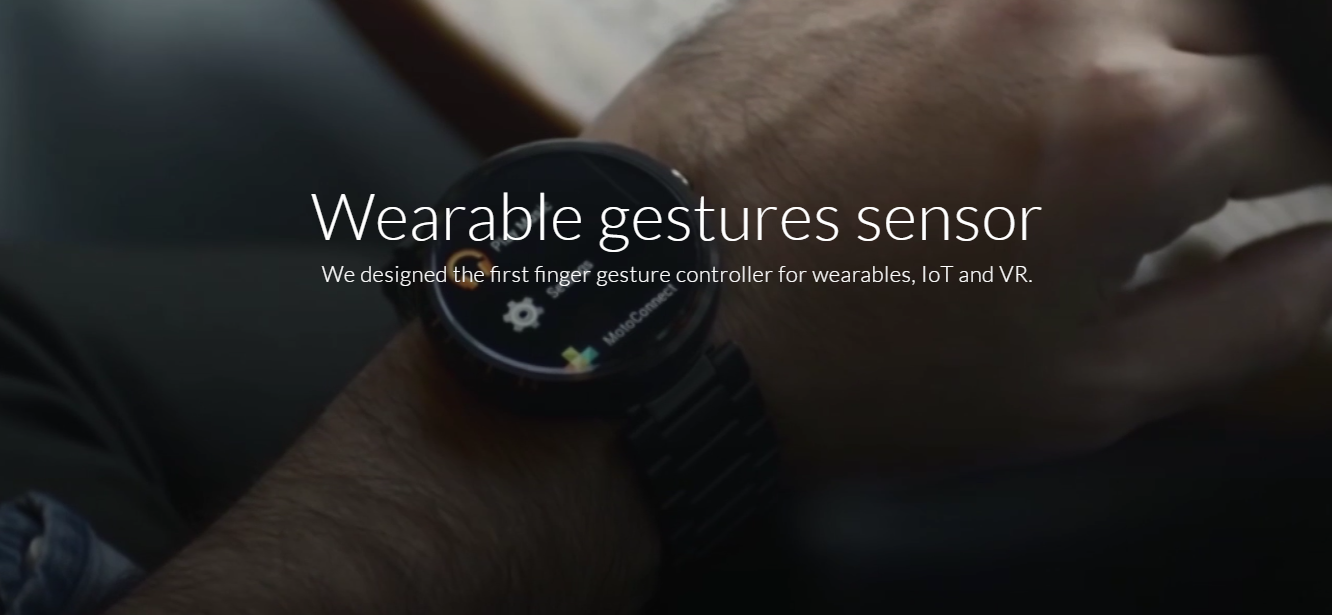 Wearable gestures sensor
We designed the first finger gesture controller for wearables, IoT and VR.
Settings
MotoConnect